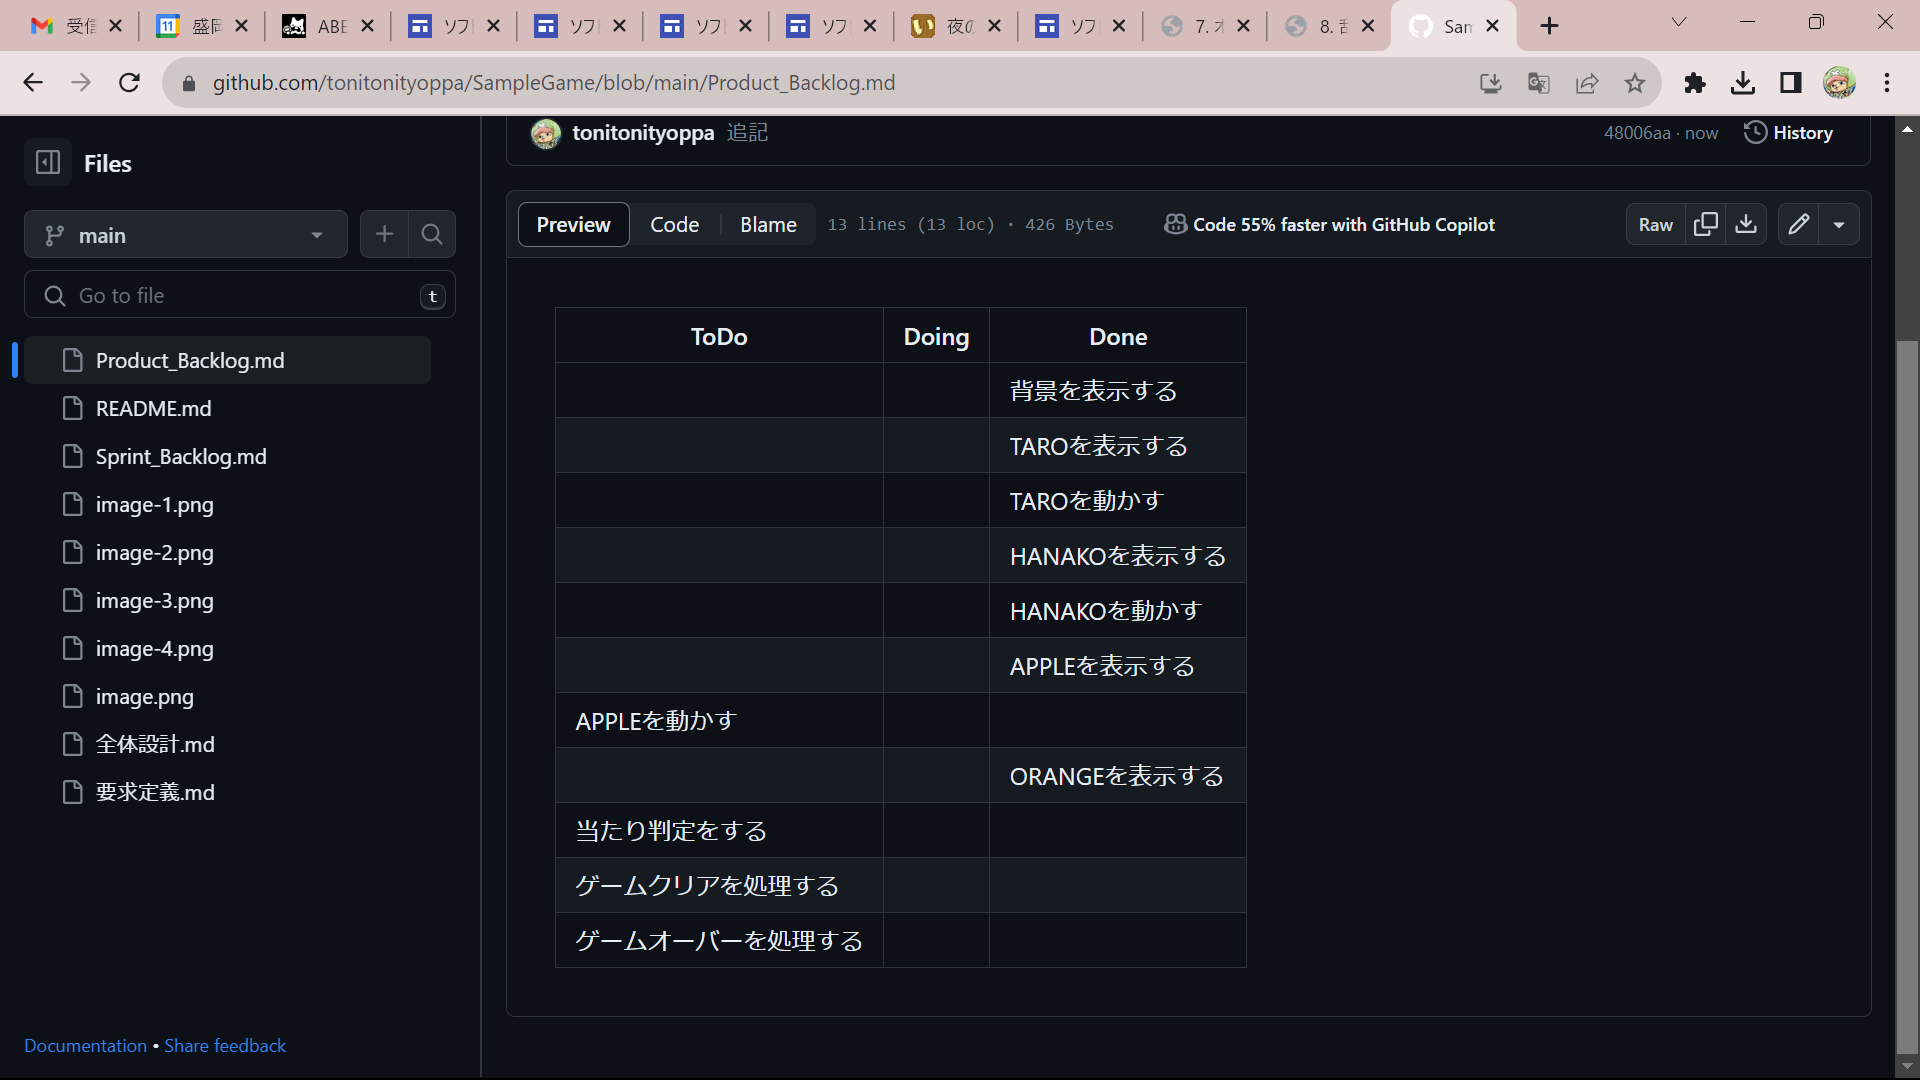 受信
11 盛
ABE
ソフ
ソフ
ソフ
ソフ
夜の
ソフ
7.
8. 乱
Sam
github.com/tonitonityoppa/SampleGame/blob/main/Product_Backlog.md
Files
main
Go to file
t
Product_Backlog.md
README.md
Sprint_Backlog.md
image-1.png
image-2.png
image-3.png
image-4.png
image.png
全体設計.md
要求定義.md
Documentation • Share feedback
tonitonityoppa 追記
48006aa · now History
Preview Code Blame 13 lines (13 loc) · 426 Bytes Code 55% faster with GitHub Copilot Raw
ToDo Doing Done
背景を表示する
TAROを表示する
TAROを動かす
HANAKOを表示する
HANAKOを動かす
APPLEを表示する
APPLEを動かす
ORANGEを表示する
当たり判定をする
ゲームクリアを処理する
ゲームオーバーを処理する